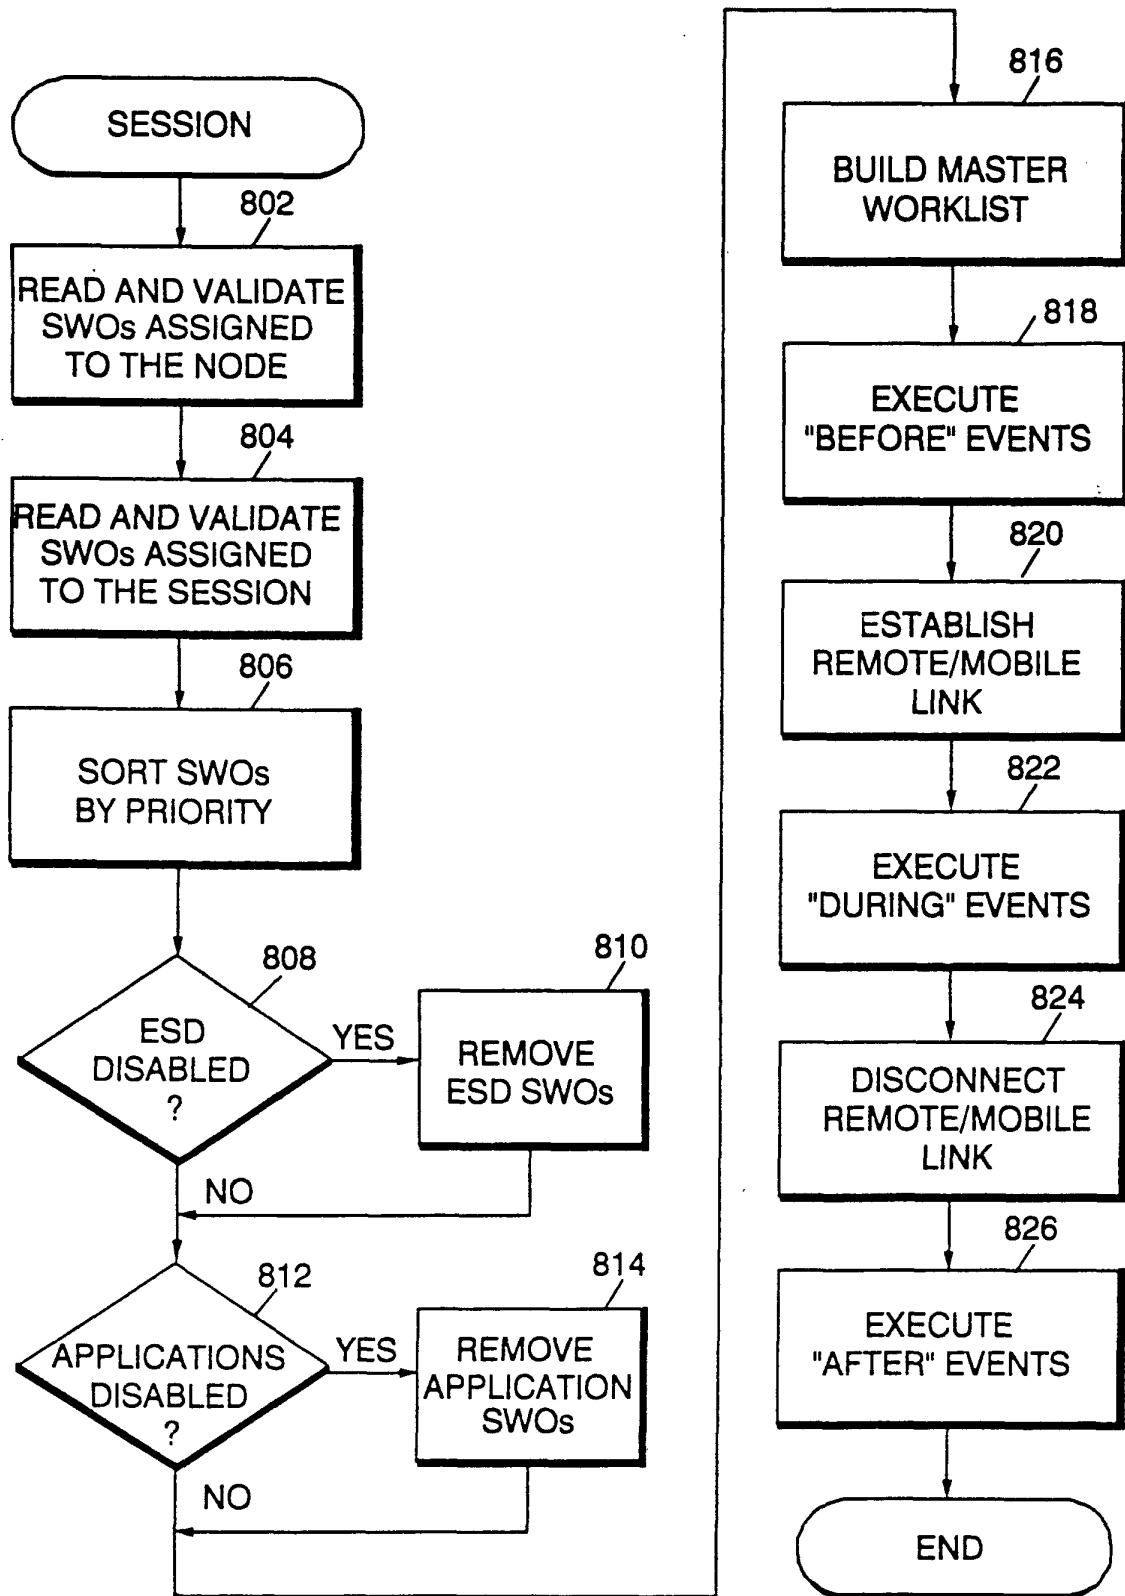 SESSION
802
READ AND VALIDATE
SWOs ASSIGNED
TO THE NODE
804
READ AND VALIDATE
SWOs ASSIGNED
TO THE SESSION
806
SORT SWOs
BY PRIORITY
808
ESD
DISABLED
?
YES
810
REMOVE
ESD SWOs
NO
812
APPLICATIONS
DISABLED
?
YES
814
REMOVE
APPLICATION
SWOs
NO
816
BUILD MASTER
WORKLIST
818
EXECUTE
"BEFORE" EVENTS
820
ESTABLISH
REMOTE/MOBILE
LINK
822
EXECUTE
"DURING" EVENTS
824
DISCONNECT
REMOTE/MOBILE
LINK
826
EXECUTE
"AFTER" EVENTS
END